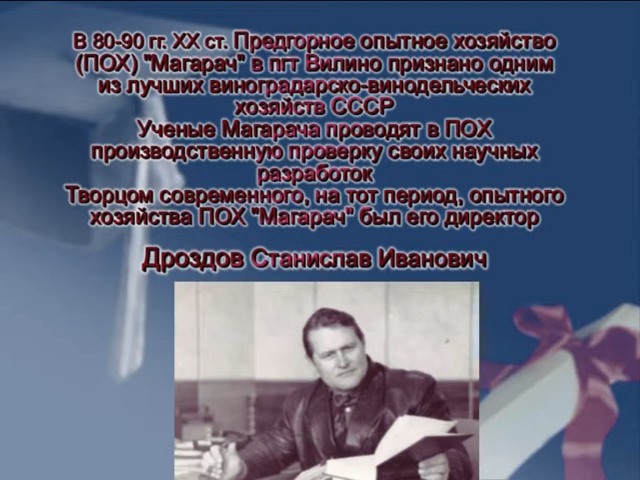 В 80-90 гг. ХХ ст. Предгорное опытное хозяйство
(ПОХ) "Магарач" в пгт Вилино признано одним
из лучших виноградарско-винодельческих
хозяйств СССР
Ученые Магарача проводят в ПОХ
производственную проверку своих научных
разработок
Творцом современного, на тот период, опытного
хозяйства ПОХ "Магарач" был его директор
Дроздов Станислав Иванович